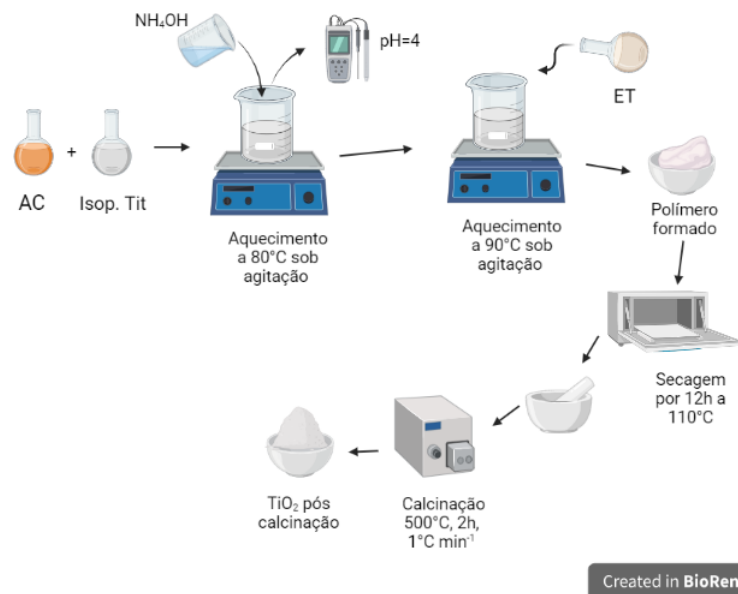 NH₄OH
pH=4
ET
AC
+
Isop. Tit
Aquecimento
a 80°C sob
agitação
Aquecimento
a 90°C sob
agitação
Polímero
formado
Secagem
por 12h a
110°C
Calcinação
500°C, 2h,
1°C min⁻¹
TiO₂ pós
calcinação
Created in BioRen